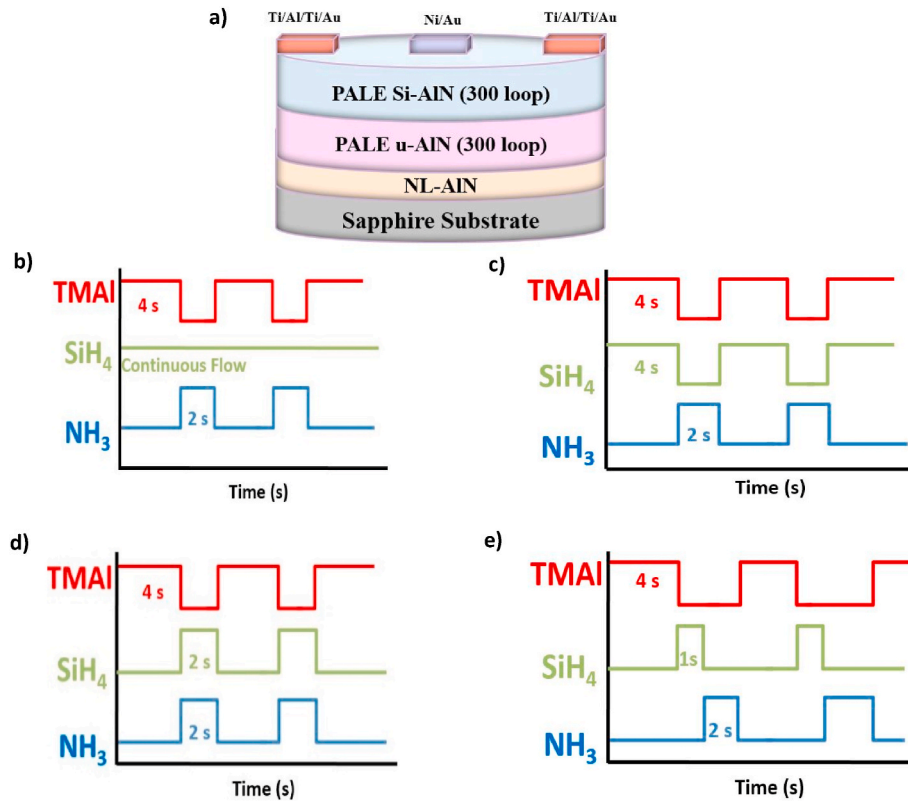 a)
Ti/Al/Ti/Au
Ni/Au
Ti/Al/Ti/Au
PALE Si-AlN (300 loop)
PALE u-AlN (300 loop)
NL-AlN
Sapphire Substrate
b)
TMAl
4 s
SiH4
Continuous Flow
NH3
2 s
Time (s)
c)
TMAl
4 s
SiH4
4 s
NH3
2 s
Time (s)
d)
TMAl
4 s
SiH4
2 s
NH3
2 s
Time (s)
e)
TMAl
4 s
SiH4
1s
NH3
2 s
Time (s)